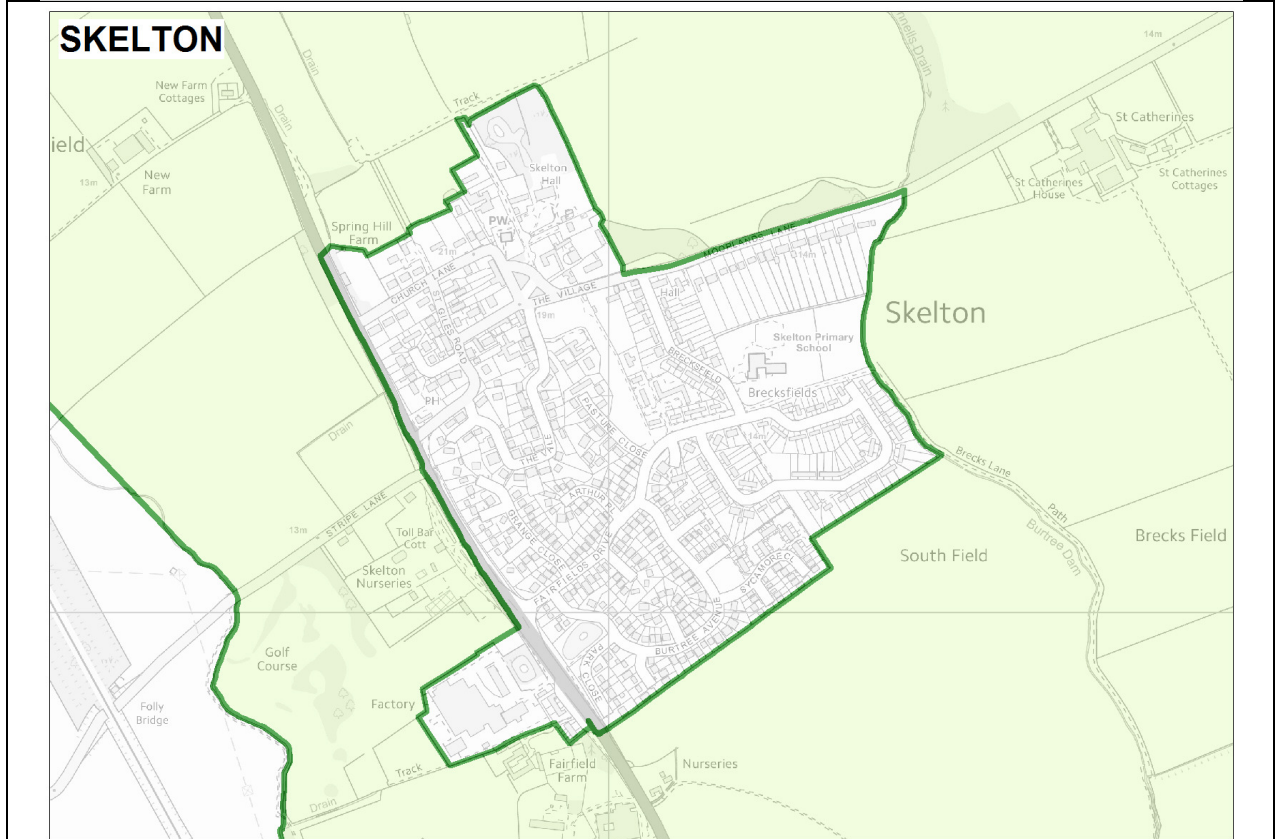 SKELTON
14m
Drain
Track
New Farm
Cottages
Drain
St Catherines
ield
New
Farm
13m
Skelton
Hall
St Catherines
House
St Catherines
Cottages
PW
Spring Hill
Farm
21m
MOORLANDS LANE
14m
CHURCH LANE
THE VILLAGE
Hall
ST GILES ROAD
19m
Skelton
Skelton Primary
School
BRECKSFIELD
Brecksfields
PH
PASTURE CLOSE
14m
Drain
THE VALE
Brecks Lane
Path
ARTHUR PL
STRIPE LANE
13m
GRANGE CLOSE
Burtree Dam
Brecks Field
Toll Bar
Cott
South Field
FAIRFIELDS DRIVE
Skelton
Nurseries
SYCAMORE CL
BURTREE AVENUE
Golf
Course
PARK CLOSE
Factory
Folly
Bridge
Track
Fairfield
Farm
Nurseries
Drain